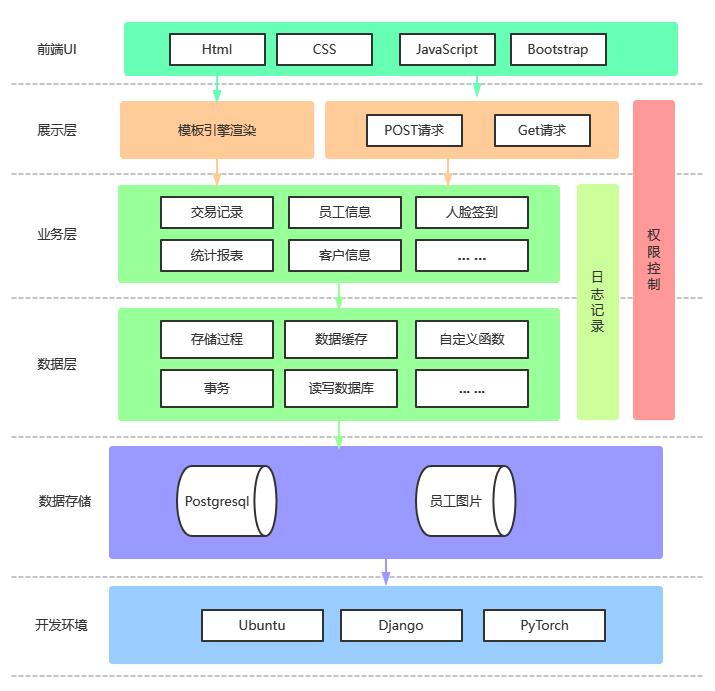 前端UI
Html
CSS
JavaScript
Bootstrap
展示层
模板引擎渲染
POST请求
Get请求
权限控制
业务层
交易记录
员工信息
人脸签到
统计报表
客户信息
... ...
日志记录
数据层
存储过程
数据缓存
自定义函数
事务
读写数据库
... ...
数据存储
Postgresql
员工图片
开发环境
Ubuntu
Django
PyTorch